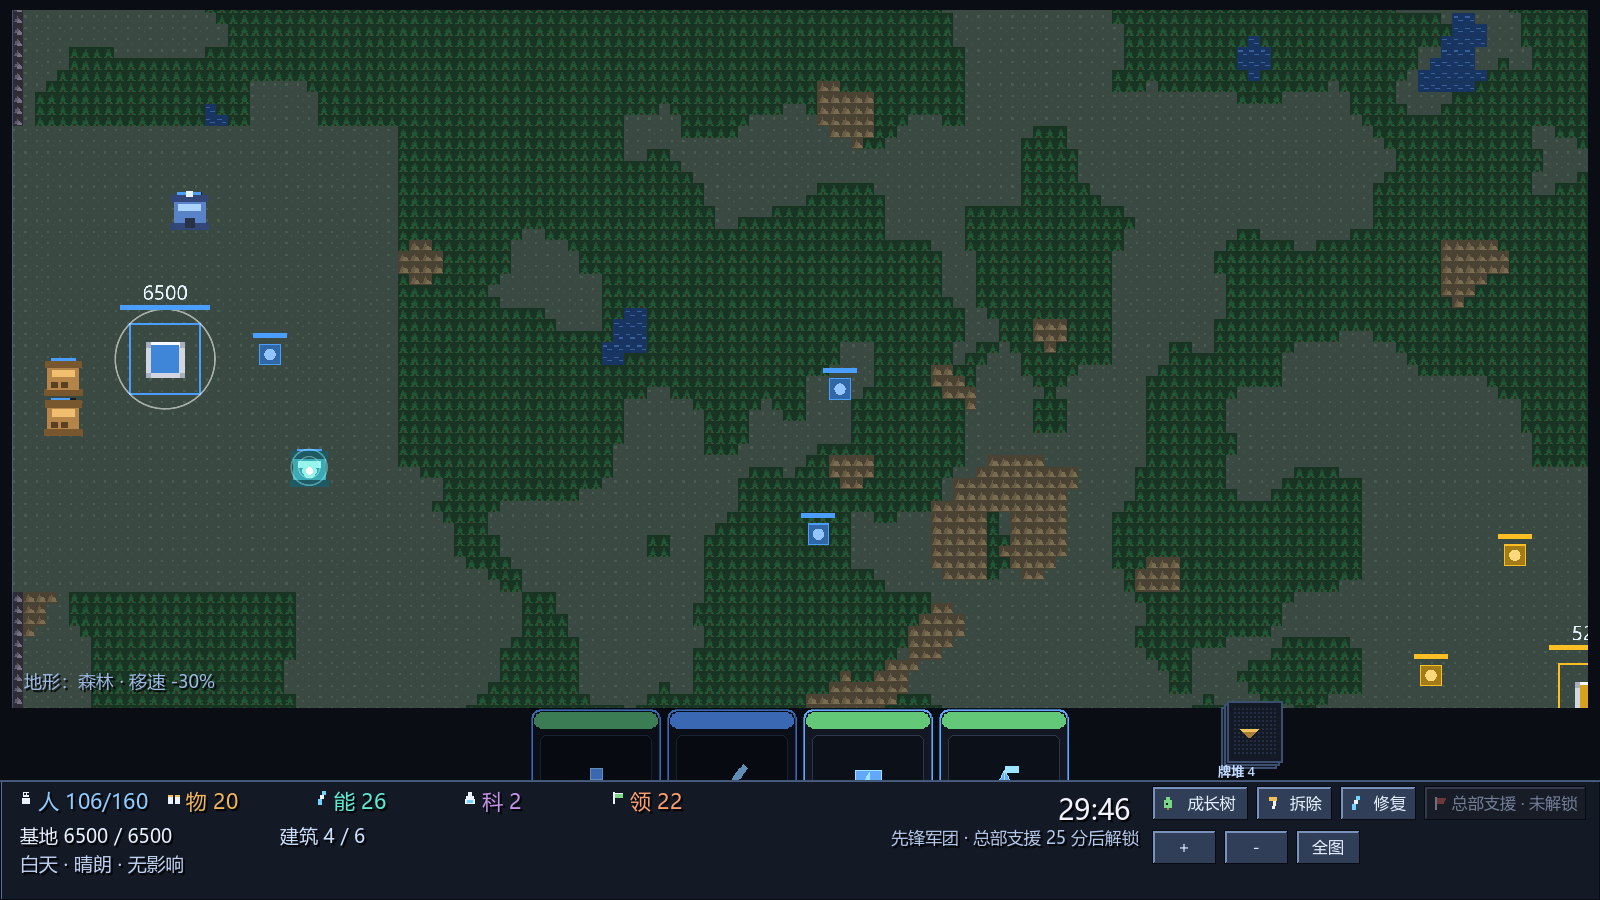 6500
52
地形：森林 · 移速 -30%
牌堆 4
人 106/160 物 20 能 26 科 2 领 22
29:46
成长树 拆除 修复 总部支援 · 未解锁
基地 6500 / 6500 建筑 4 / 6
先锋军团 · 总部支援 25 分后解锁
+ - 全图
白天 · 晴朗 · 无影响